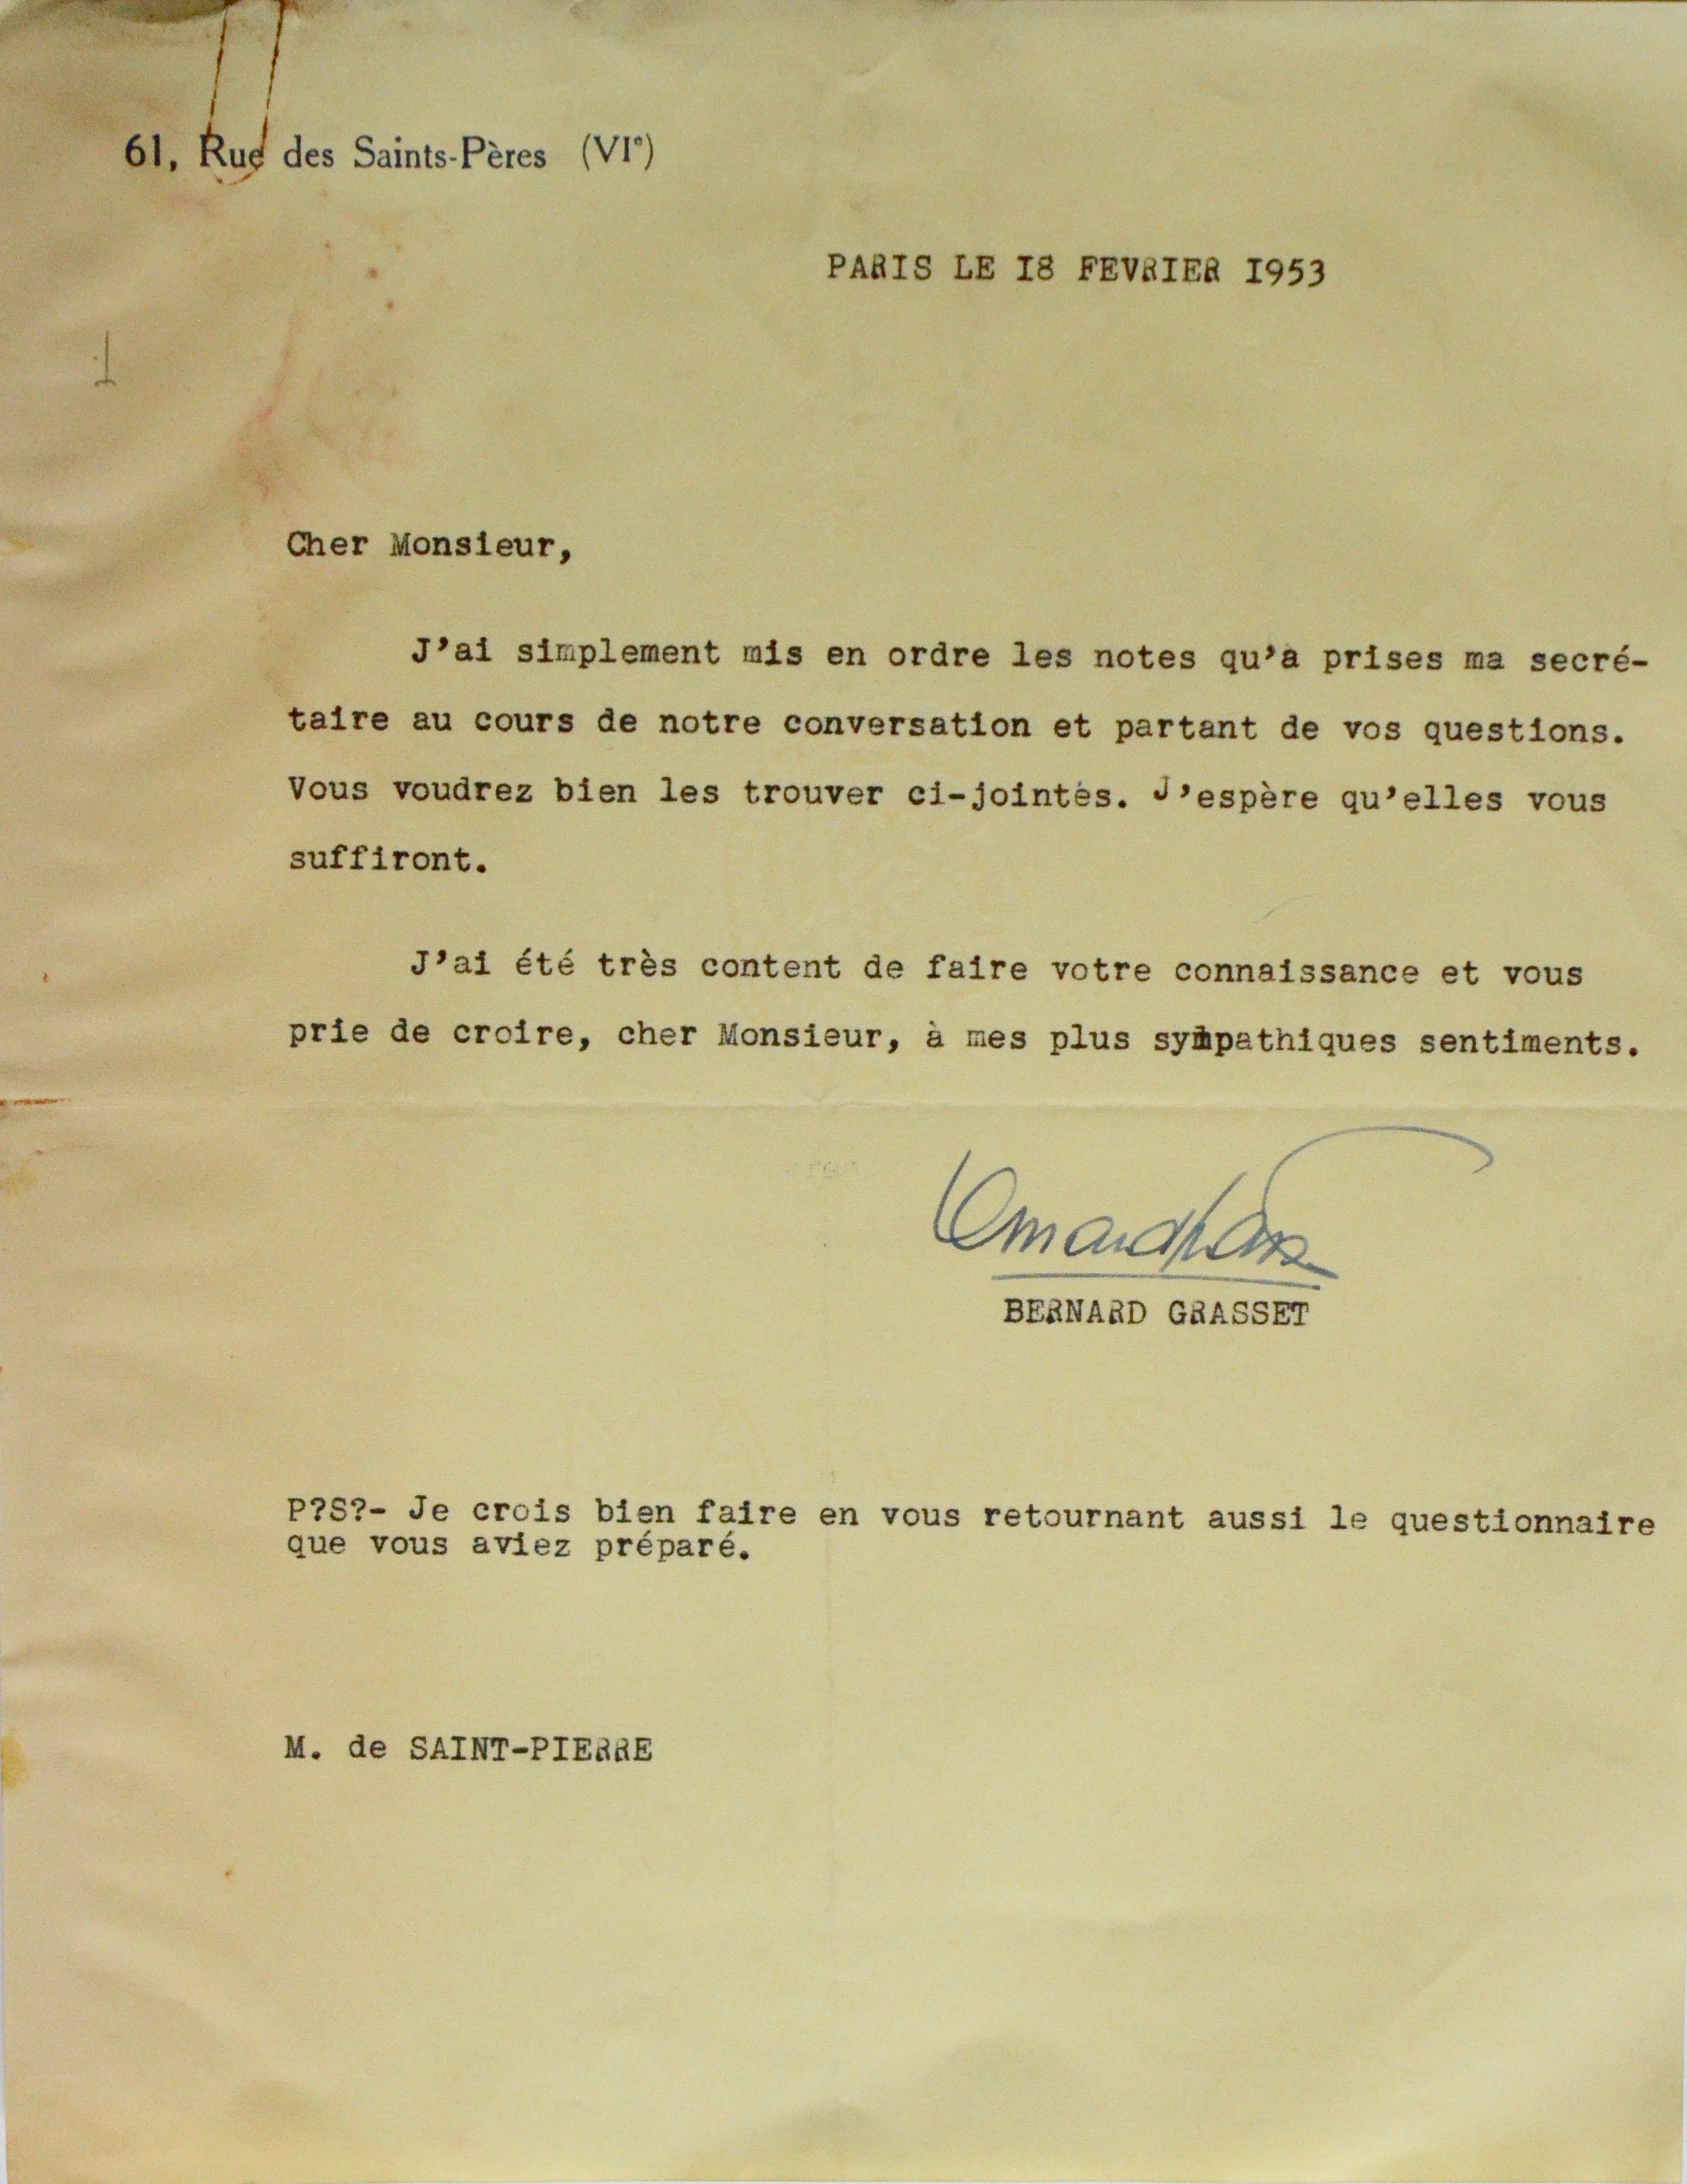 61, Rue des Saints-Pères (VIe)
PARIS LE I8 FEVRIER I953
Cher Monsieur,
J'ai simplement mis en ordre les notes qu'a prises ma secré-
taire au cours de notre conversation et partant de vos questions.
Vous voudrez bien les trouver ci-jointes. J'espère qu'elles vous
suffiront.
J'ai été très content de faire votre connaissance et vous
prie de croire, cher Monsieur, à mes plus sympathiques sentiments.
BERNARD GRASSET
P?S?- Je crois bien faire en vous retournant aussi le questionnaire
que vous aviez préparé.
M. de SAINT-PIERRE